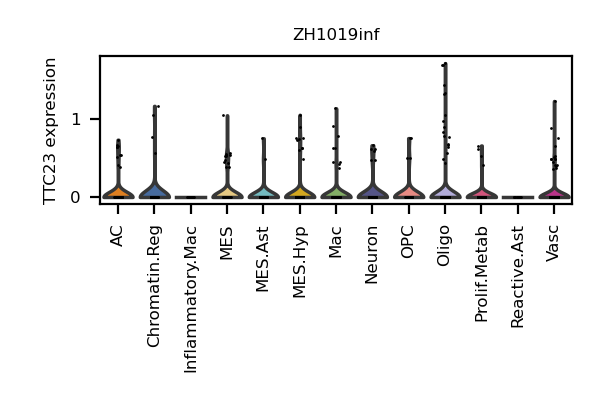 ZH1019inf
TTC23 expression
1
0
AC
Chromatin.Reg
Inflammatory.Mac
MES
MES.Ast
MES.Hyp
Mac
Neuron
OPC
Oligo
Prolif.Metab
Reactive.Ast
Vasc